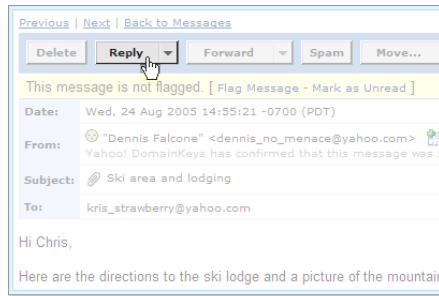 Previous | Next | Back to Messages
Delete Reply Forward Spam Move...
This message is not flagged. [ Flag Message - Mark as Unread ]
Date: Wed, 24 Aug 2005 14:55:21 -0700 (PDT)
From: "Dennis Falcone" <dennis_no_menace@yahoo.com>
Yahoo! DomainKeys has confirmed that this message was
Subject: Ski area and lodging
To: kris_strawberry@yahoo.com
Hi Chris,
Here are the directions to the ski lodge and a picture of the